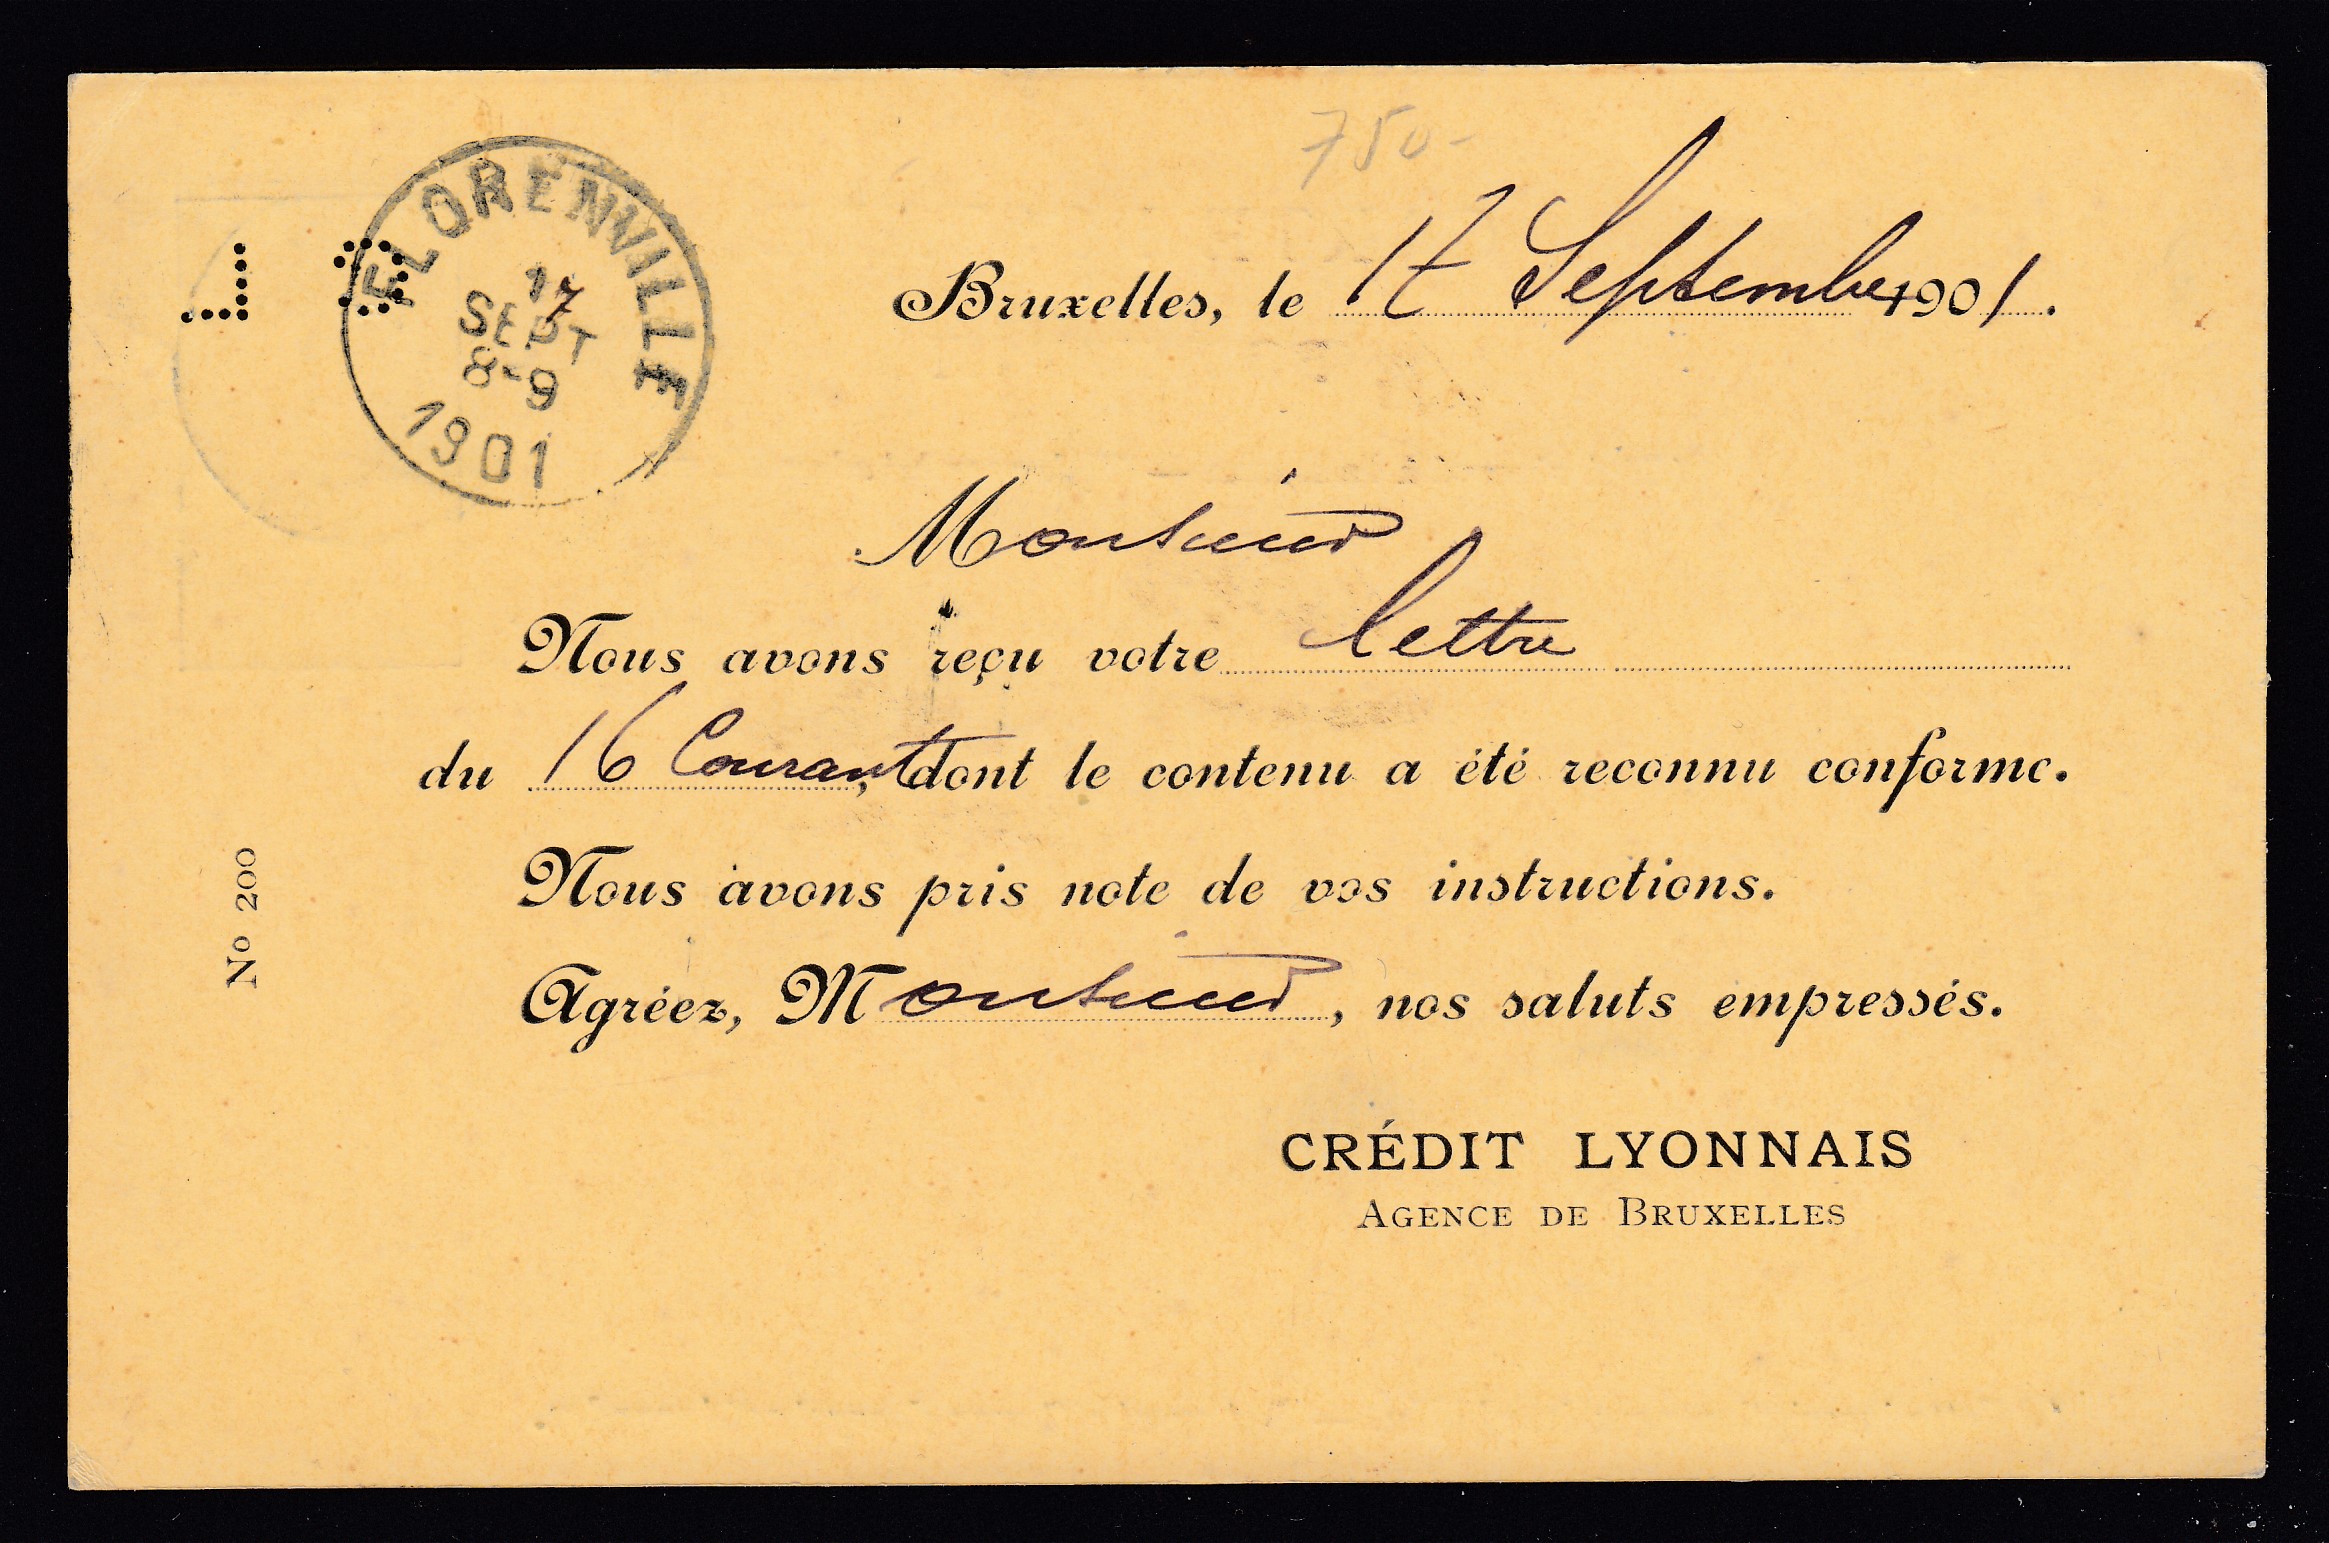 750-
FLORENVILLE
17
SEPT
8-9
1901
Bruxelles, le 17 Septembre 1901.
Monsieur
Nous avons reçu votre lettre
du 16 Courant, dont le contenu a été reconnu conforme.
Nous avons pris note de vos instructions.
Agréez, Monsieur, nos saluts empressés.
No 200
CRÉDIT LYONNAIS
AGENCE DE BRUXELLES